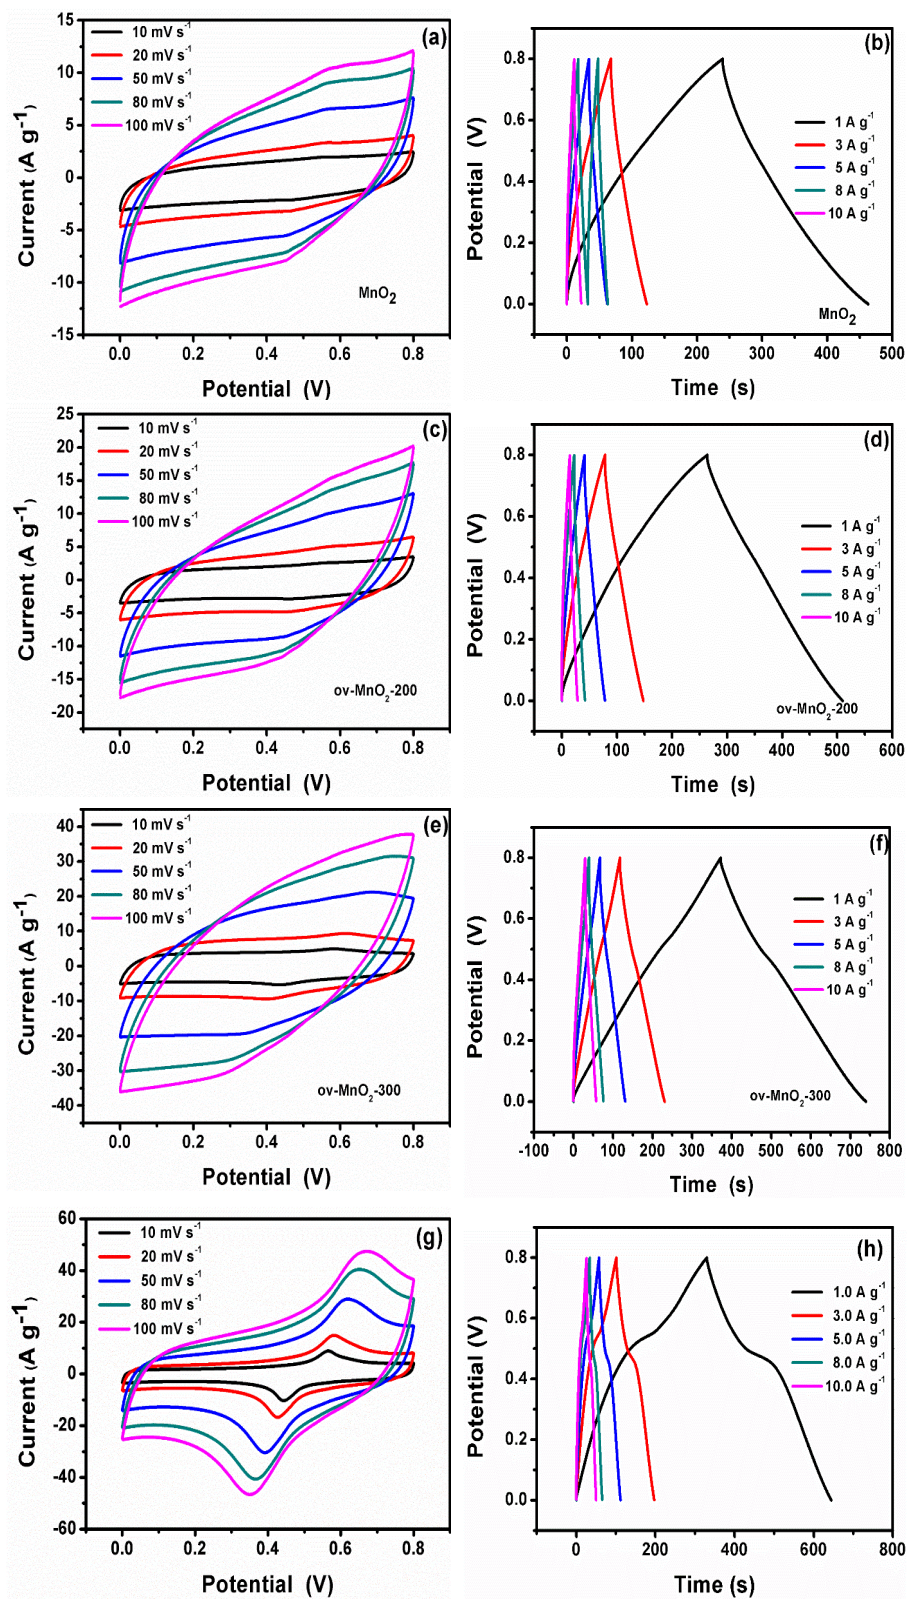 (a)
10 mV s⁻¹
20 mV s⁻¹
50 mV s⁻¹
80 mV s⁻¹
100 mV s⁻¹
15
10
5
0
-5
-10
-15
Current (A g⁻¹)
MnO₂
0.0 0.2 0.4 0.6 0.8
Potential (V)
(b)
1 A g⁻¹
3 A g⁻¹
5 A g⁻¹
8 A g⁻¹
10 A g⁻¹
0.8
0.6
0.4
0.2
0.0
Potential (V)
MnO₂
0 100 200 300 400 500
Time (s)
(c)
10 mV s⁻¹
20 mV s⁻¹
50 mV s⁻¹
80 mV s⁻¹
100 mV s⁻¹
25
20
15
10
5
0
-5
-10
-15
-20
Current (A g⁻¹)
ov-MnO₂-200
0.0 0.2 0.4 0.6 0.8
Potential (V)
(d)
1 A g⁻¹
3 A g⁻¹
5 A g⁻¹
8 A g⁻¹
10 A g⁻¹
0.8
0.6
0.4
0.2
0.0
Potential (V)
ov-MnO₂-200
0 100 200 300 400 500 600
Time (s)
(e)
10 mV s⁻¹
20 mV s⁻¹
50 mV s⁻¹
80 mV s⁻¹
100 mV s⁻¹
40
30
20
10
0
-10
-20
-30
-40
Current (A g⁻¹)
ov-MnO₂-300
0.0 0.2 0.4 0.6 0.8
Potential (V)
(f)
1 A g⁻¹
3 A g⁻¹
5 A g⁻¹
8 A g⁻¹
10 A g⁻¹
0.8
0.6
0.4
0.2
0.0
Potential (V)
ov-MnO₂-300
-100 0 100 200 300 400 500 600 700 800
Time (s)
(g)
10 mV s⁻¹
20 mV s⁻¹
50 mV s⁻¹
80 mV s⁻¹
100 mV s⁻¹
60
40
20
0
-20
-40
-60
Current (A g⁻¹)
0.0 0.2 0.4 0.6 0.8
Potential (V)
(h)
1.0 A g⁻¹
3.0 A g⁻¹
5.0 A g⁻¹
8.0 A g⁻¹
10.0 A g⁻¹
0.8
0.6
0.4
0.2
0.0
Potential (V)
0 200 400 600 800
Time (s)